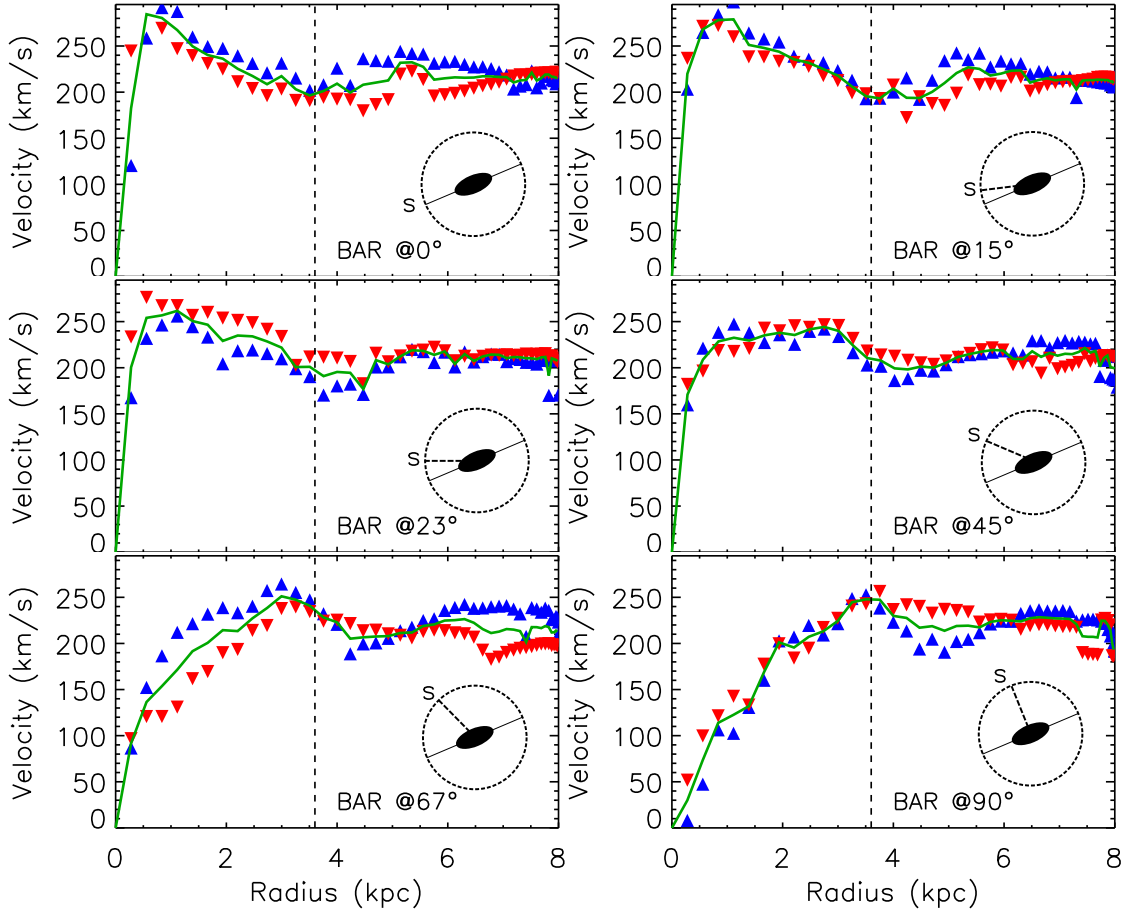 250
200
150
100
50
0
Velocity (km/s)
S
BAR @0°
250
200
150
100
50
0
Velocity (km/s)
S
BAR @15°
250
200
150
100
50
0
Velocity (km/s)
S
BAR @23°
250
200
150
100
50
0
Velocity (km/s)
S
BAR @45°
250
200
150
100
50
0
Velocity (km/s)
S
BAR @67°
0 2 4 6 8
Radius (kpc)
250
200
150
100
50
0
Velocity (km/s)
S
BAR @90°
0 2 4 6 8
Radius (kpc)